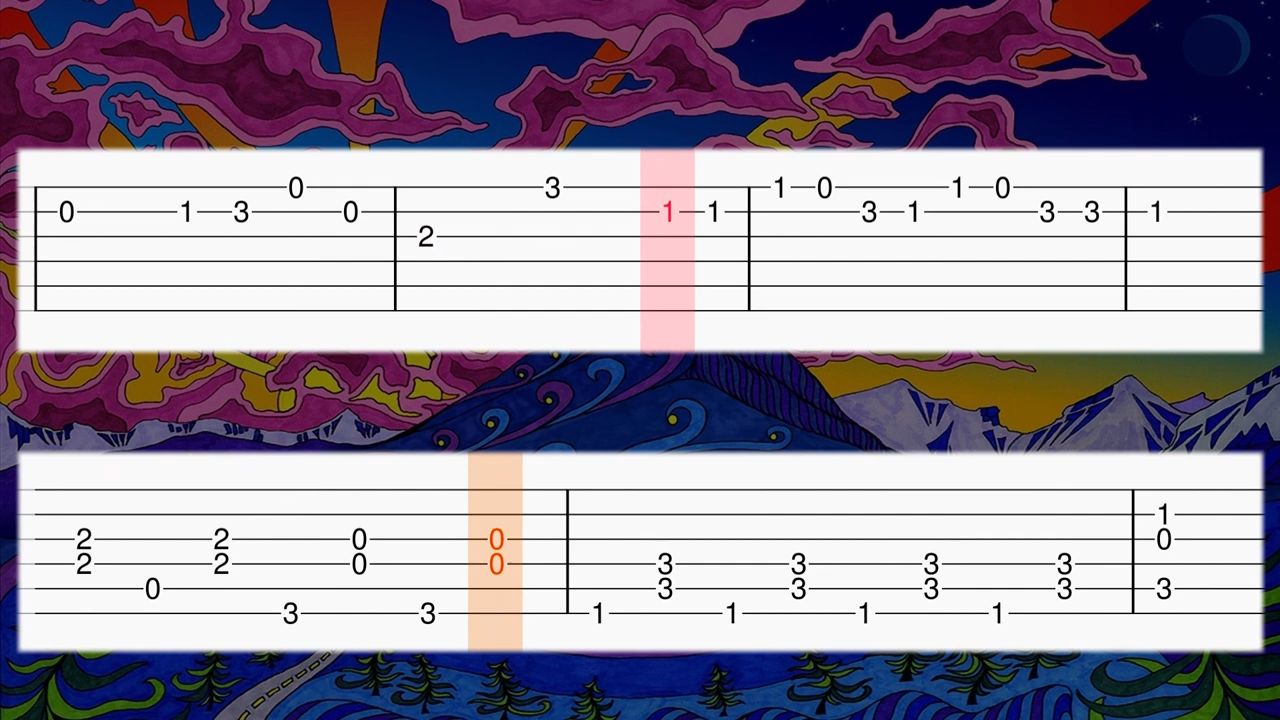 0 3 1 0 1 0
0 1 3 0 1 1 3 1 3 3 1
2
1
2 2 0 0 0
2 2 0 0 3 3 3 3
0 3 3 3 3 3
3 3 1 1 1 1